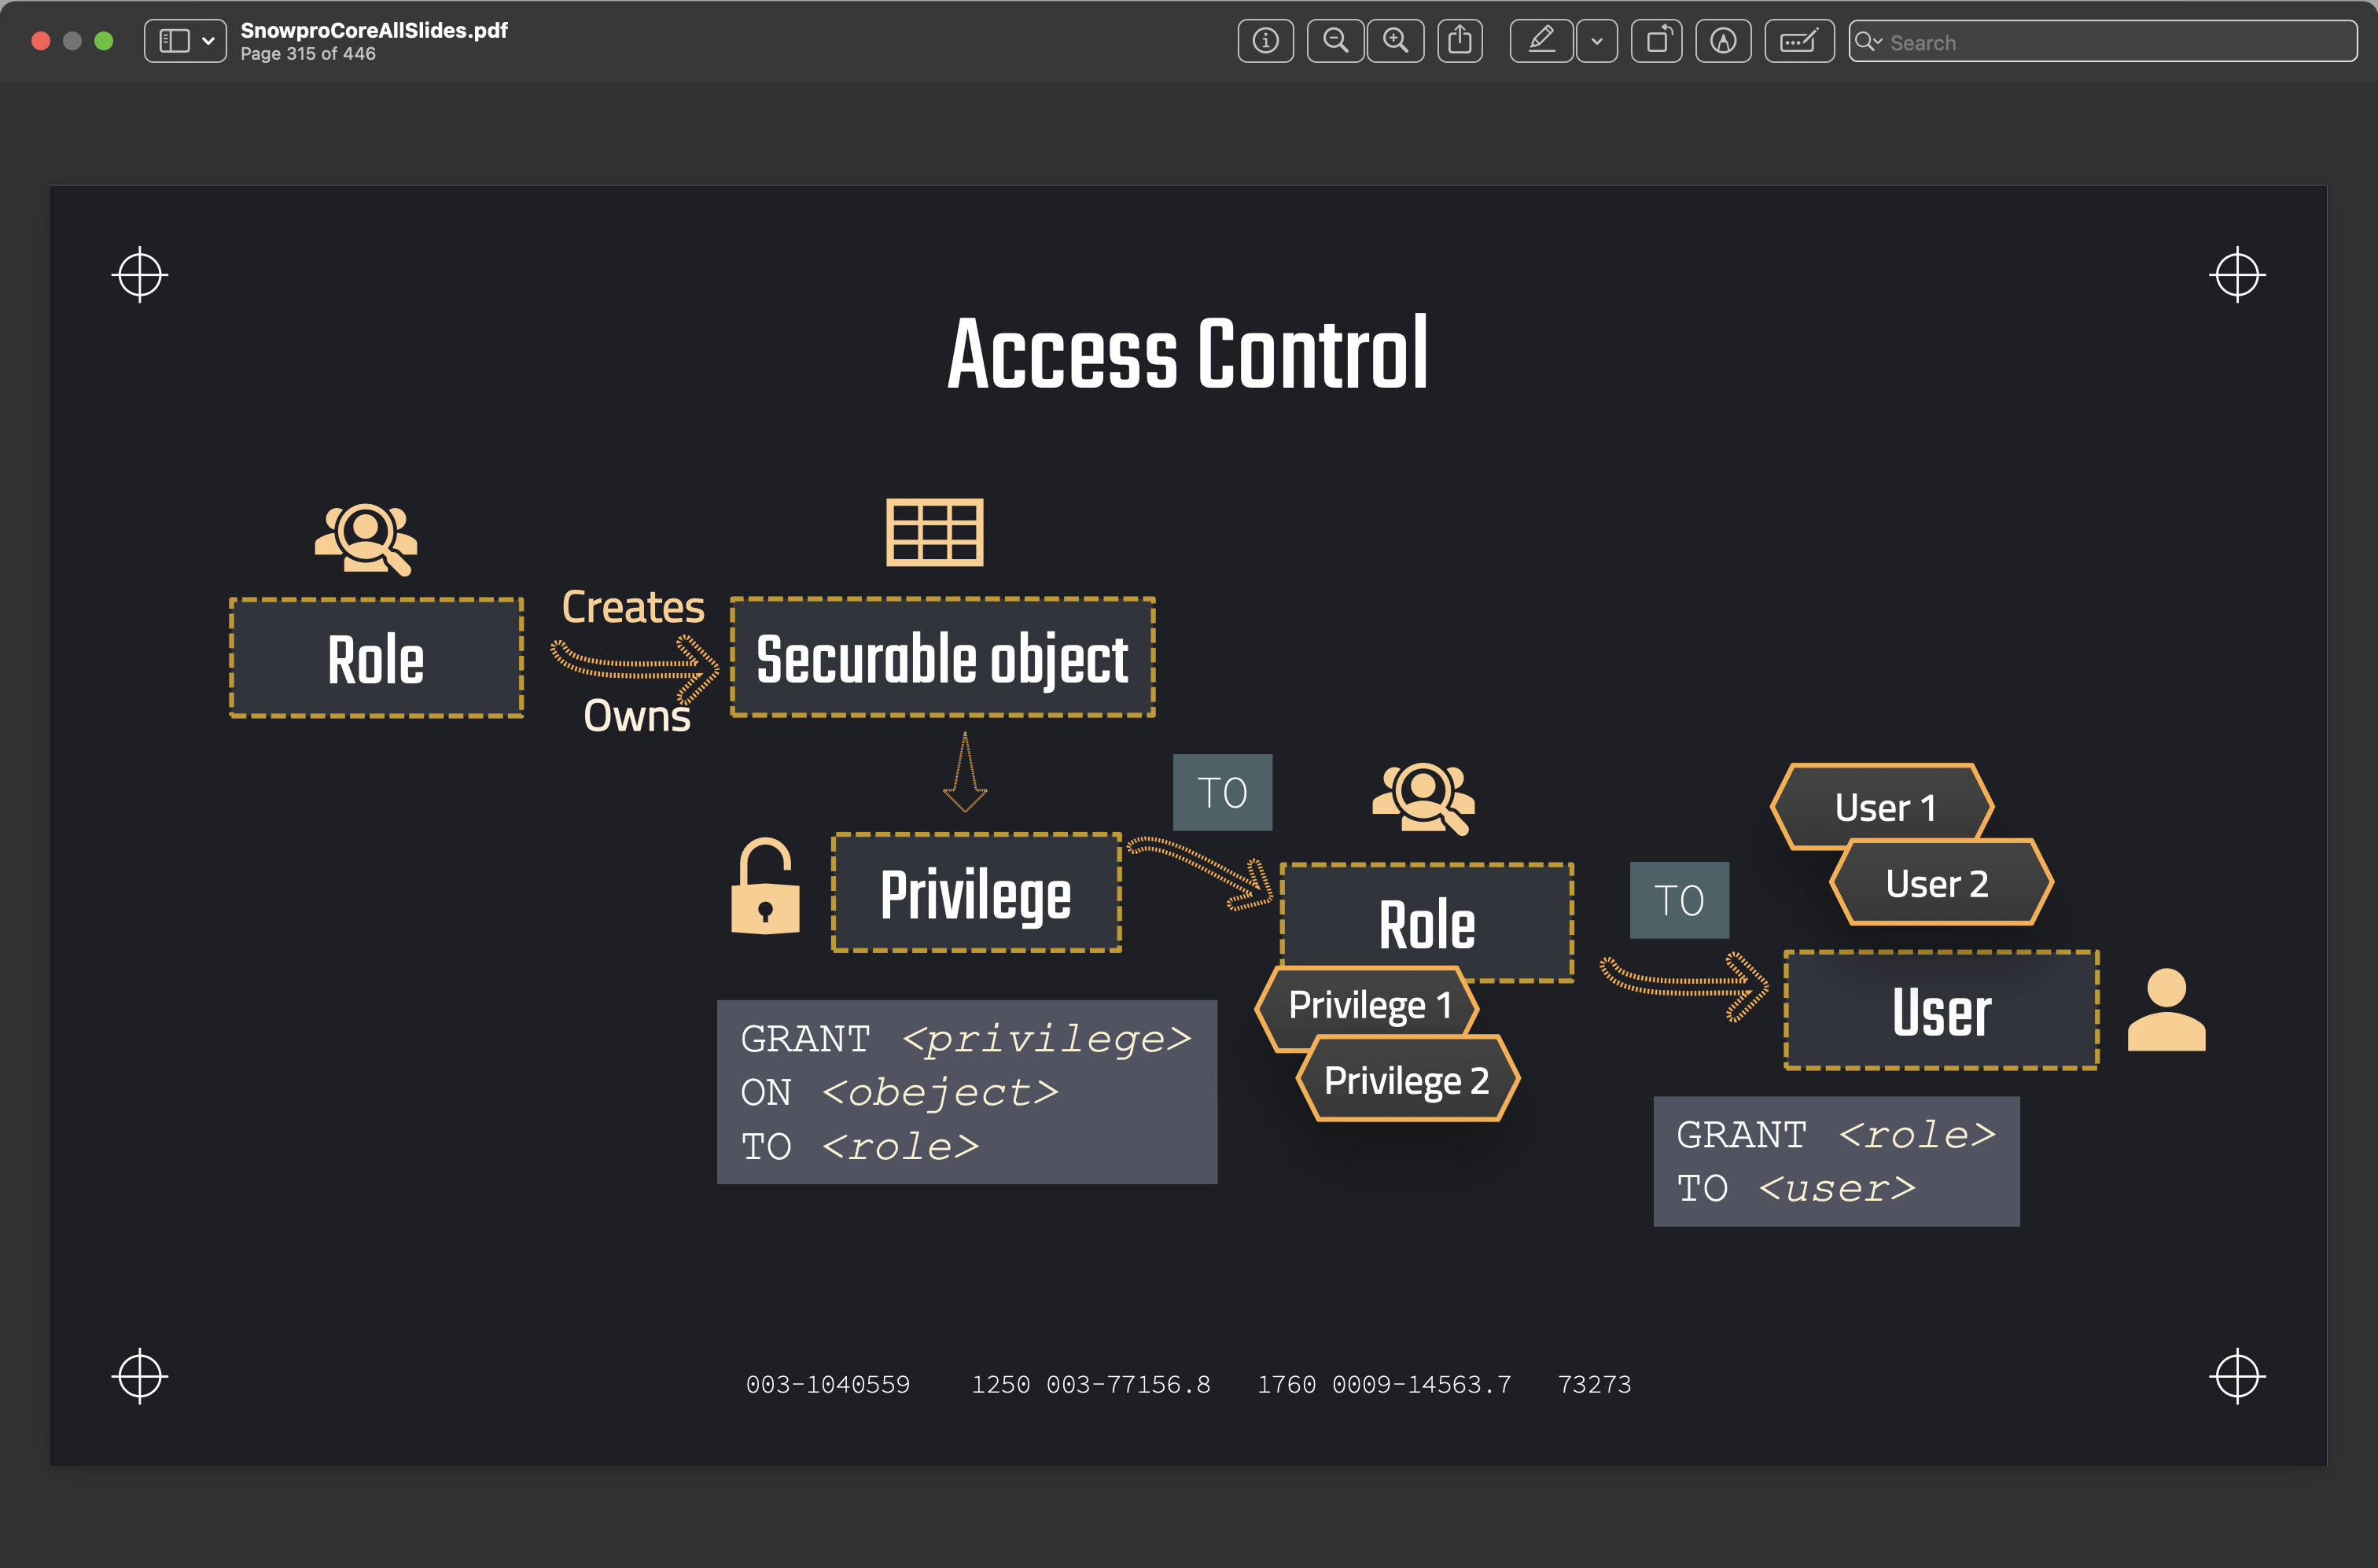 SnowproCoreAllSlides.pdf
Page 315 of 446
Search
Access Control
Role
Creates
Owns
Securable object
Privilege
TO
Role
Privilege 1
Privilege 2
TO
User 1
User 2
User
GRANT <privilege>
ON <obeject>
TO <role>
GRANT <role>
TO <user>
003-1040559 1250 003-77156.8 1760 0009-14563.7 73273